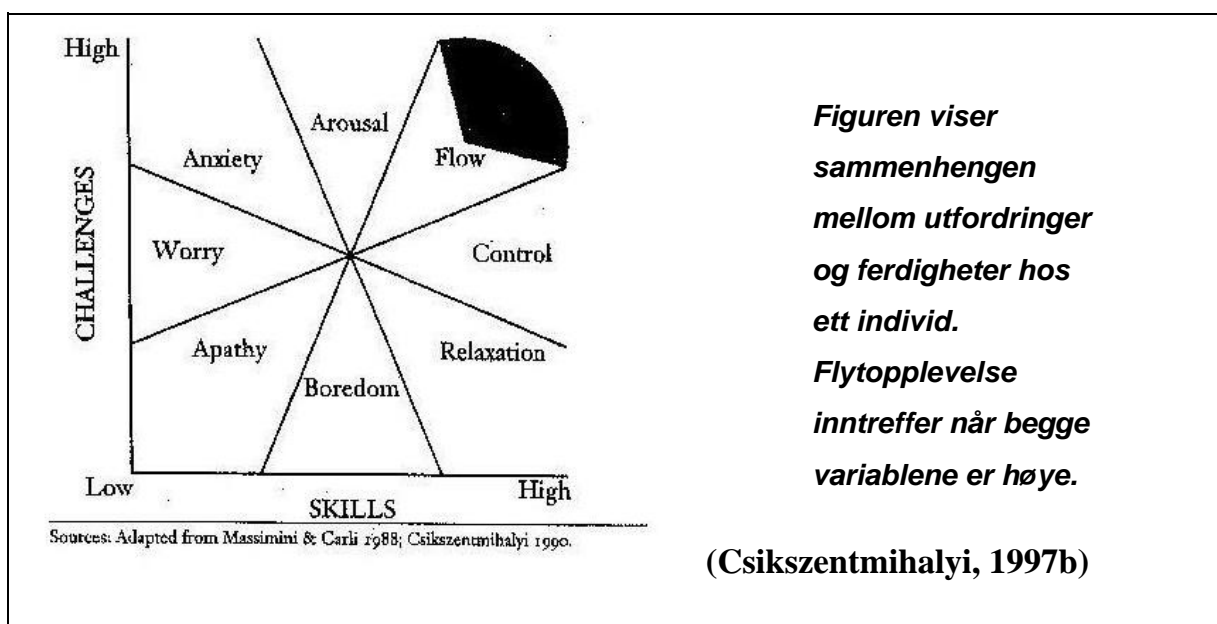 High
Arousal
Anxiety
Flow
CHALLENGES
Worry
Control
Apathy
Relaxation
Boredom
Low
High
SKILLS
Sources: Adapted from Massimini & Carli 1988; Csikszentmihalyi 1990.
Figuren viser
sammenhengen
mellom utfordringer
og ferdigheter hos
ett individ.
Flytopplevelse
inntreffer når begge
variablene er høye.
(Csikszentmihalyi, 1997b)